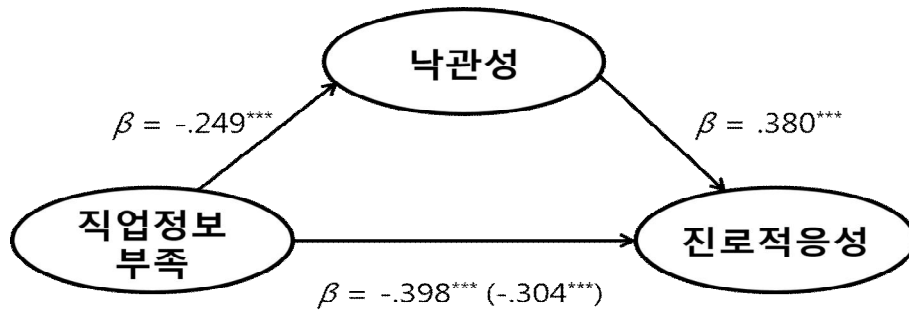 낙관성
β = -.249***
β = .380***
직업정보
부족
진로적응성
β = -.398*** (-.304***)